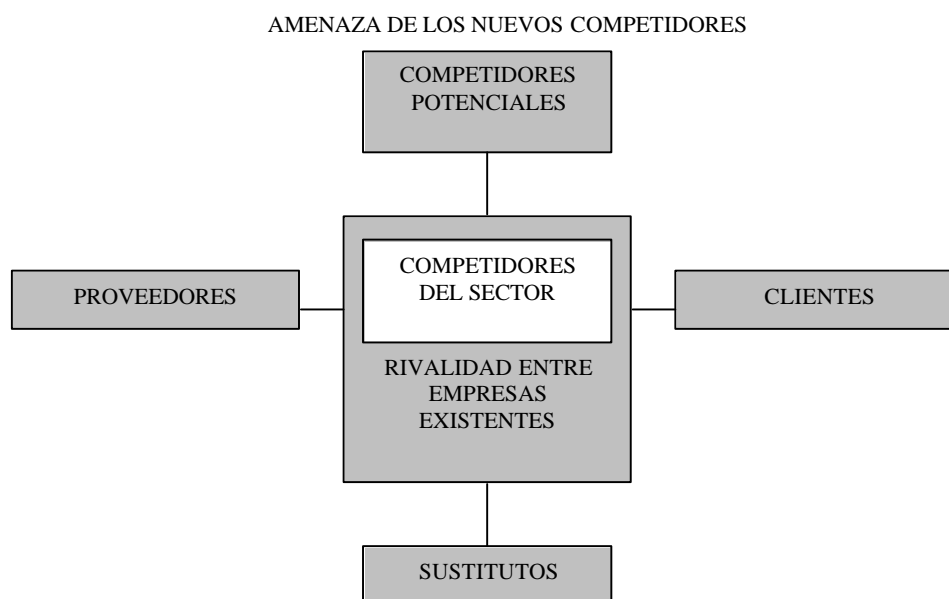 AMENAZA DE LOS NUEVOS COMPETIDORES
COMPETIDORES
POTENCIALES
PROVEEDORES
COMPETIDORES
DEL SECTOR
CLIENTES
RIVALIDAD ENTRE
EMPRESAS
EXISTENTES
SUSTITUTOS